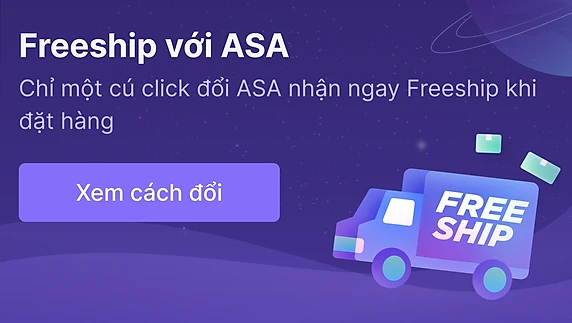 Freeship với ASA
Chỉ một cú click đổi ASA nhận ngay Freeship khi
đặt hàng
Xem cách đổi
FREE
SHIP